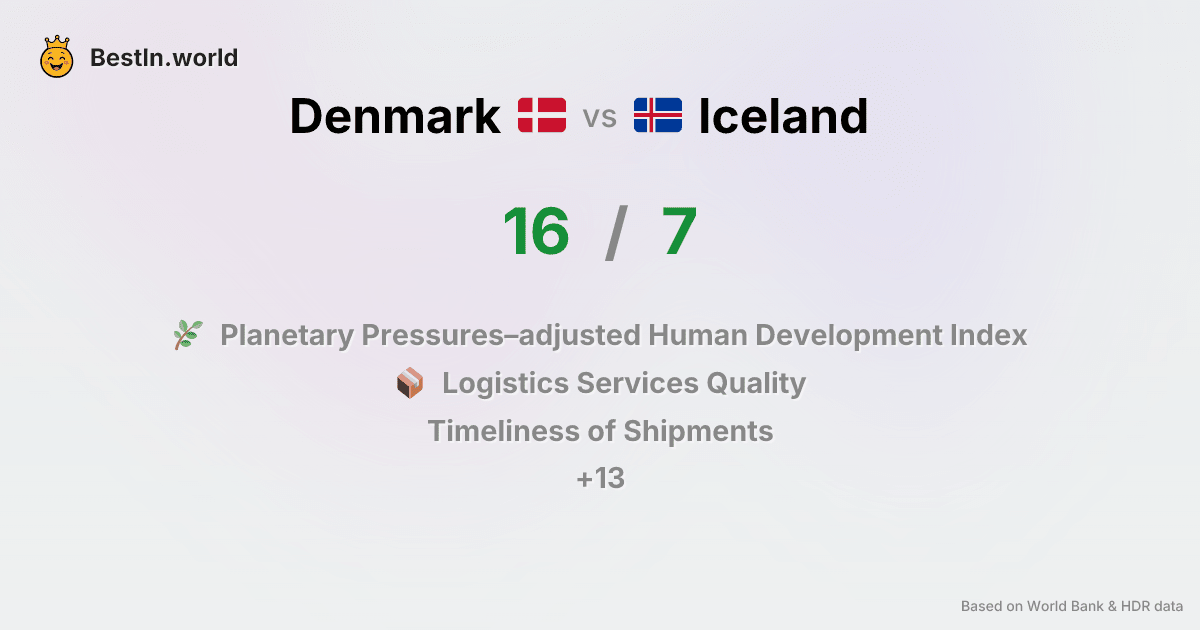 BestIn.world
Denmark vs Iceland
16 / 7
Planetary Pressures–adjusted Human Development Index
Logistics Services Quality
Timeliness of Shipments
+13
Based on World Bank & HDR data